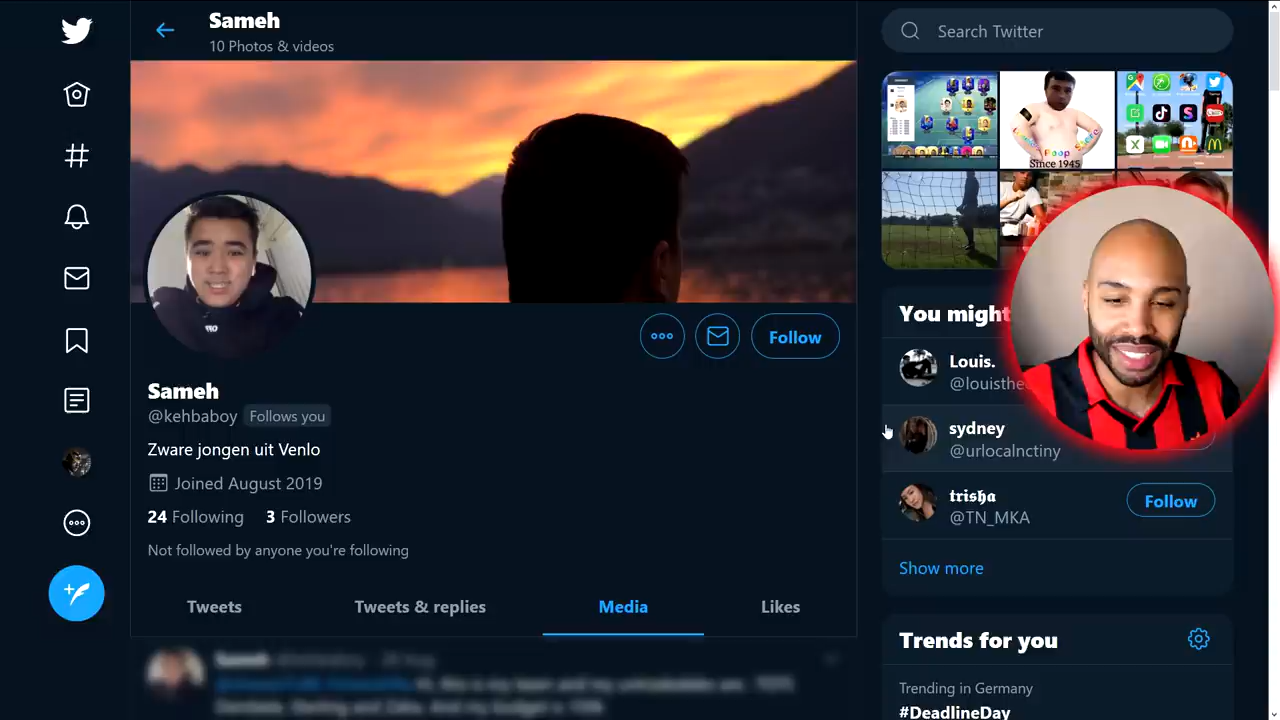 Sameh
10 Photos & videos
Search Twitter
Since 1945
Follow
Sameh
@kehbaboy Follows you
Zware jongen uit Venlo
Joined August 2019
24 Following 3 Followers
Not followed by anyone you're following
Tweets Tweets & replies Media Likes
You might
Louis.
sydney
@urlocalnctiny
trisha
@TN_MKA
Follow
Show more
Trends for you
Trending in Germany
#DeadlineDay